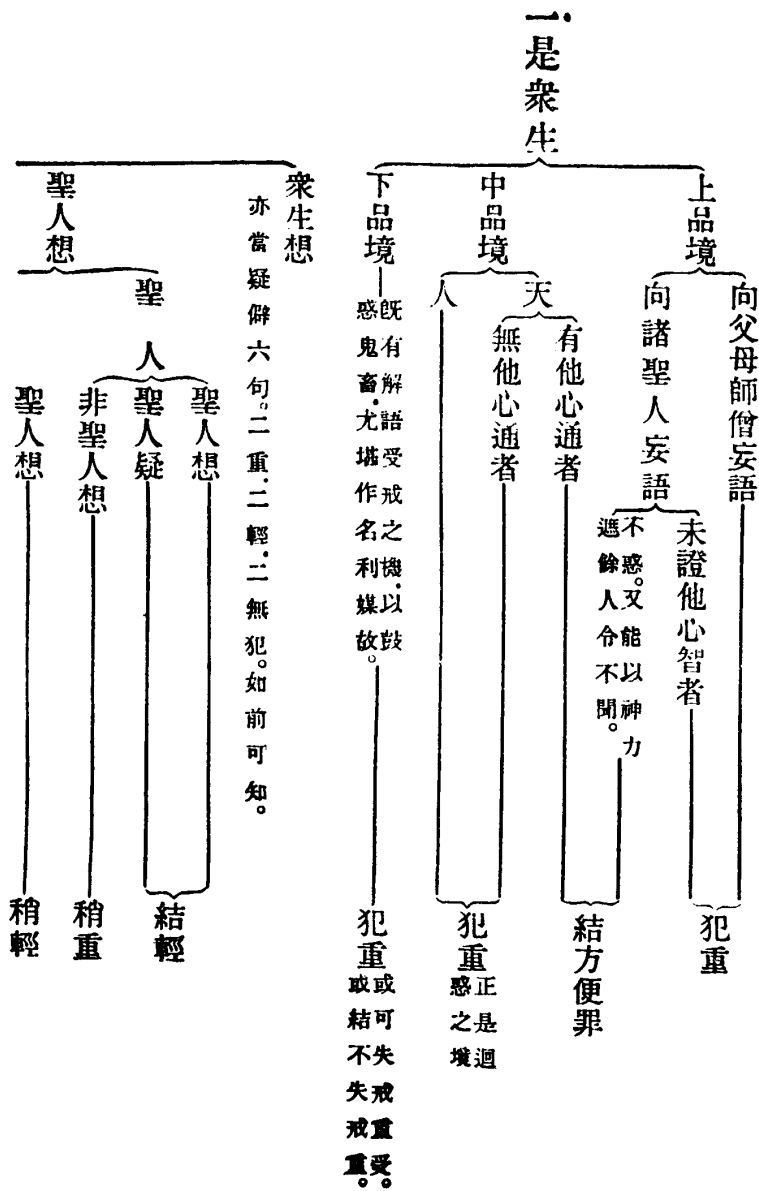 一是衆生
上品境
向父母師僧妄語
向諸聖人妄語
未證他心智者
不惑。又能以神力
遮餘人令不聞。
犯重
中品境
天
有他心通者
無他心通者
人
結方便罪
犯重
正是迴
惑之境
下品境
既有解語受戒之機.以鼓
惑鬼畜.尤堪作名利媒故。
犯重
或可失戒重受。
或結不失戒重。
衆生想
亦當疑僻六句。二重.二輕.二無犯。如前可知。
聖人想
聖人
聖人想
聖人疑
非聖人想
聖人想
結輕
稍重
稍輕